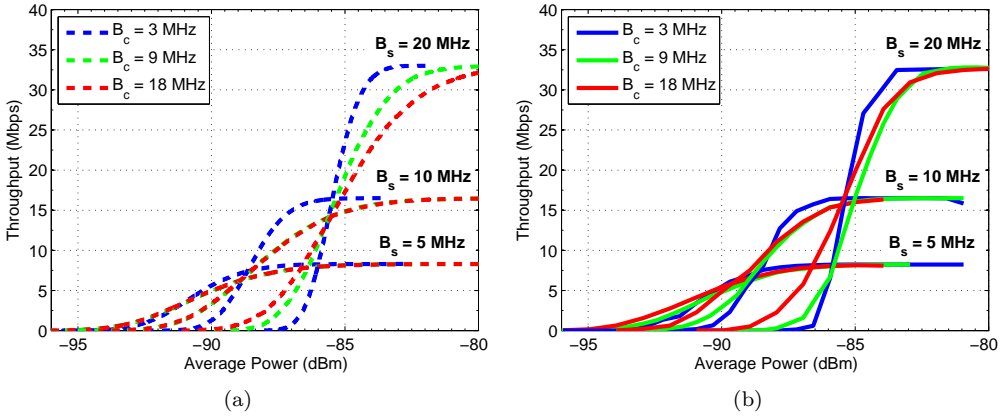 40
35
30
25
20
15
10
5
0
Throughput (Mbps)
B_c = 3 MHz
B_c = 9 MHz
B_c = 18 MHz
B_s = 20 MHz
B_s = 10 MHz
B_s = 5 MHz
−95 −90 −85 −80
Average Power (dBm)
(a)
40
35
30
25
20
15
10
5
0
Throughput (Mbps)
B_c = 3 MHz
B_c = 9 MHz
B_c = 18 MHz
B_s = 20 MHz
B_s = 10 MHz
B_s = 5 MHz
−95 −90 −85 −80
Average Power (dBm)
(b)